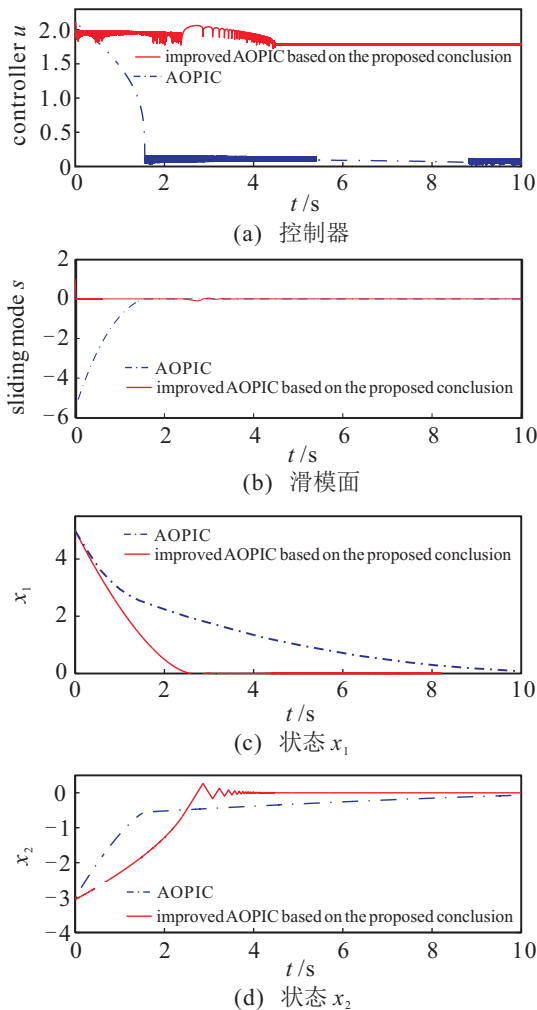 controller u
2.0
1.5
1.0
0.5
0
improved AOPIC based on the proposed conclusion
AOPIC
0 2 4 6 8 10
t /s
(a) 控制器
sliding mode s
2
0
−2
−4
−6
AOPIC
improved AOPIC based on the proposed conclusion
0 2 4 6 8 10
t /s
(b) 滑模面
x₁
4
2
0
AOPIC
improved AOPIC based on the proposed conclusion
0 2 4 6 8 10
t /s
(c) 状态 x₁
x₂
0
−1
−2
−3
−4
AOPIC
improved AOPIC based on the proposed conclusion
0 2 4 6 8 10
t /s
(d) 状态 x₂